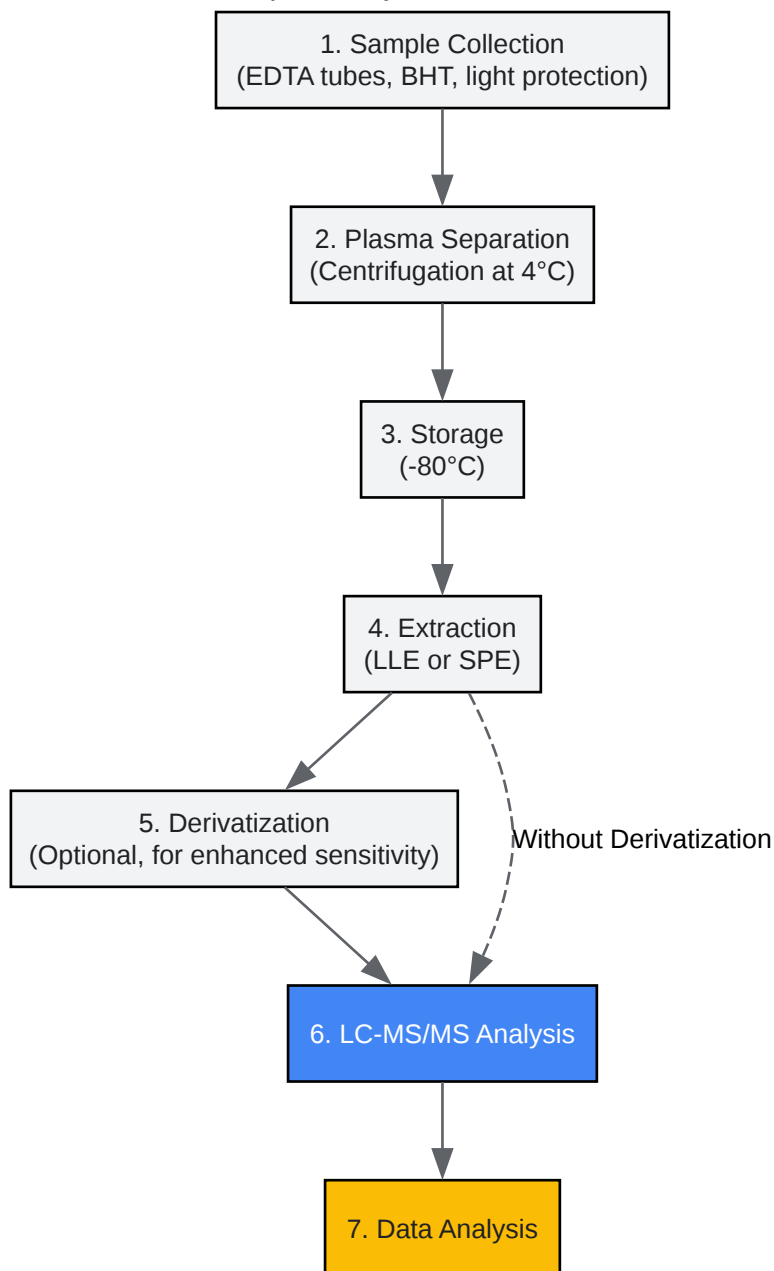 1. Sample Collection
(EDTA tubes, BHT, light protection)
2. Plasma Separation
(Centrifugation at 4°C)
3. Storage
(-80°C)
4. Extraction
(LLE or SPE)
5. Derivatization
(Optional, for enhanced sensitivity)
Without Derivatization
6. LC-MS/MS Analysis
7. Data Analysis